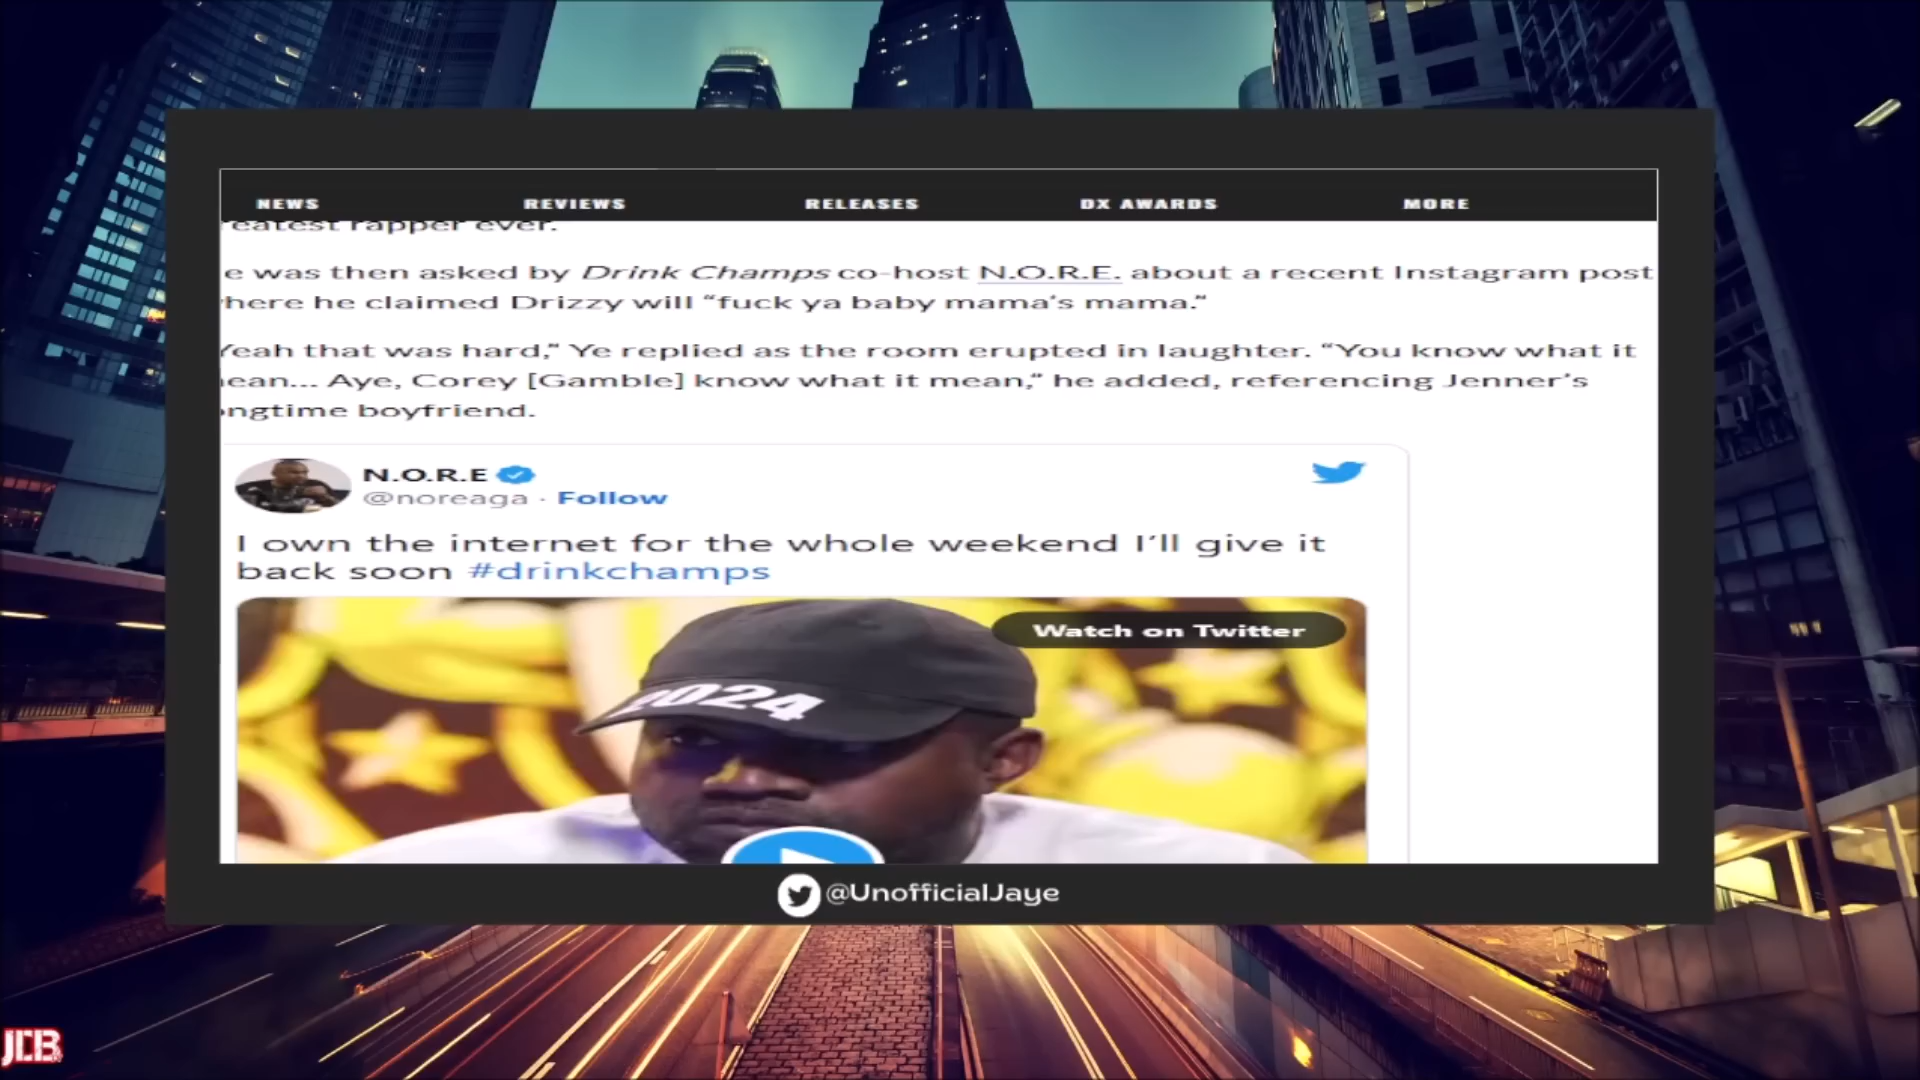 NEWS REVIEWS RELEASES DX AWARDS MORE
reatest rapper ever.
e was then asked by Drink Champs co-host N.O.R.E. about a recent Instagram post
here he claimed Drizzy will “fuck ya baby mama’s mama.”
Yeah that was hard,” Ye replied as the room erupted in laughter. “You know what it
ean... Aye, Corey [Gamble] know what it mean,” he added, referencing Jenner’s
ongtime boyfriend.
N.O.R.E
@noreaga · Follow
I own the internet for the whole weekend I’ll give it
back soon #drinkchamps
Watch on Twitter
2024
@UnofficialJaye
JCB